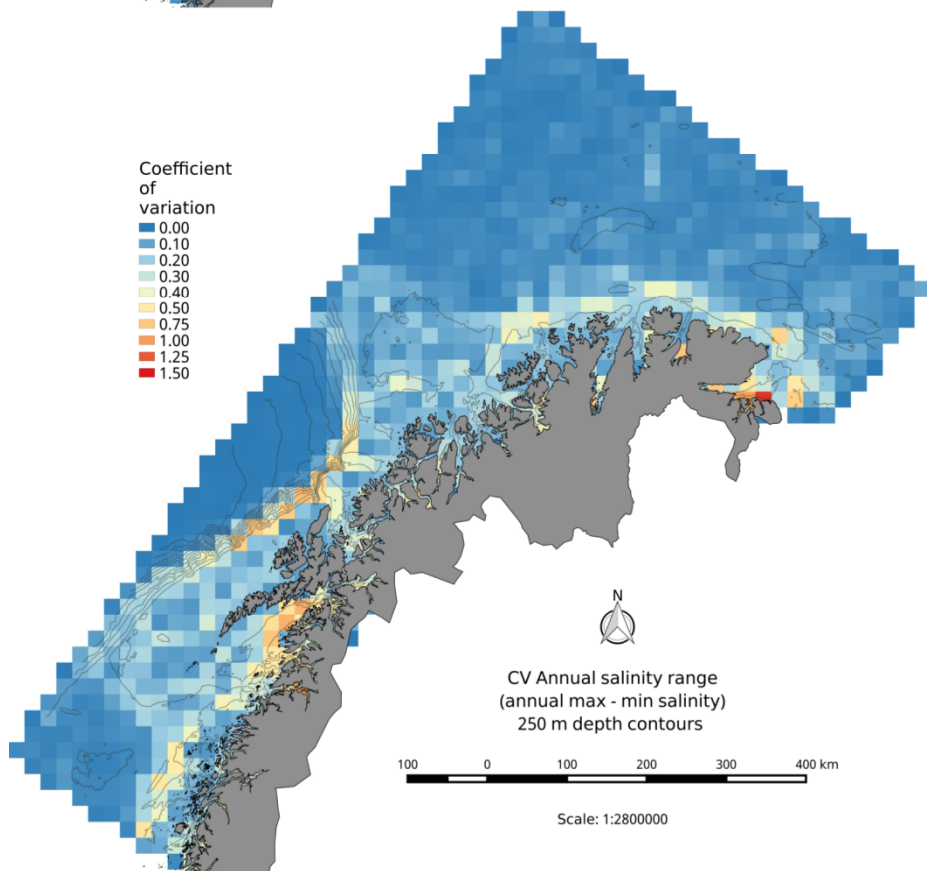 Coefficient
of
variation
0.00
0.10
0.20
0.30
0.40
0.50
0.75
1.00
1.25
1.50
N
CV Annual salinity range
(annual max - min salinity)
250 m depth contours
100 0 100 200 300 400 km
Scale: 1:2800000